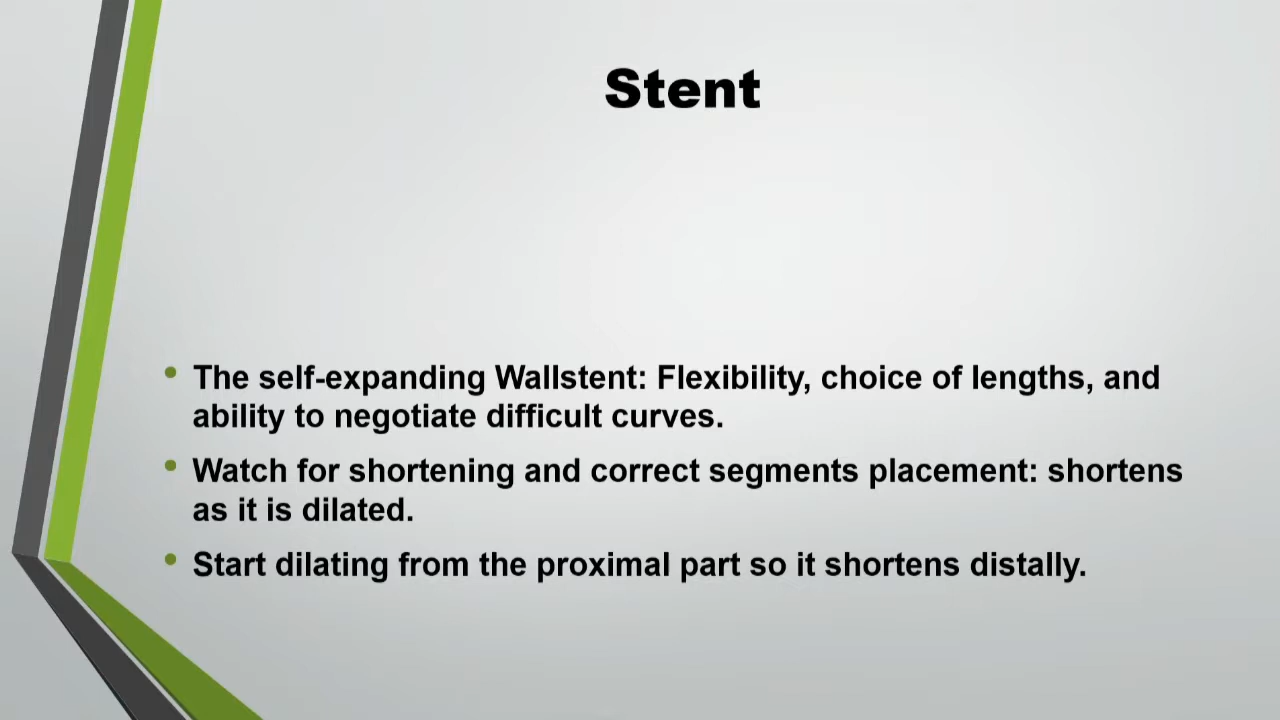 Stent
• The self-expanding Wallstent: Flexibility, choice of lengths, and
ability to negotiate difficult curves.
• Watch for shortening and correct segments placement: shortens
as it is dilated.
• Start dilating from the proximal part so it shortens distally.